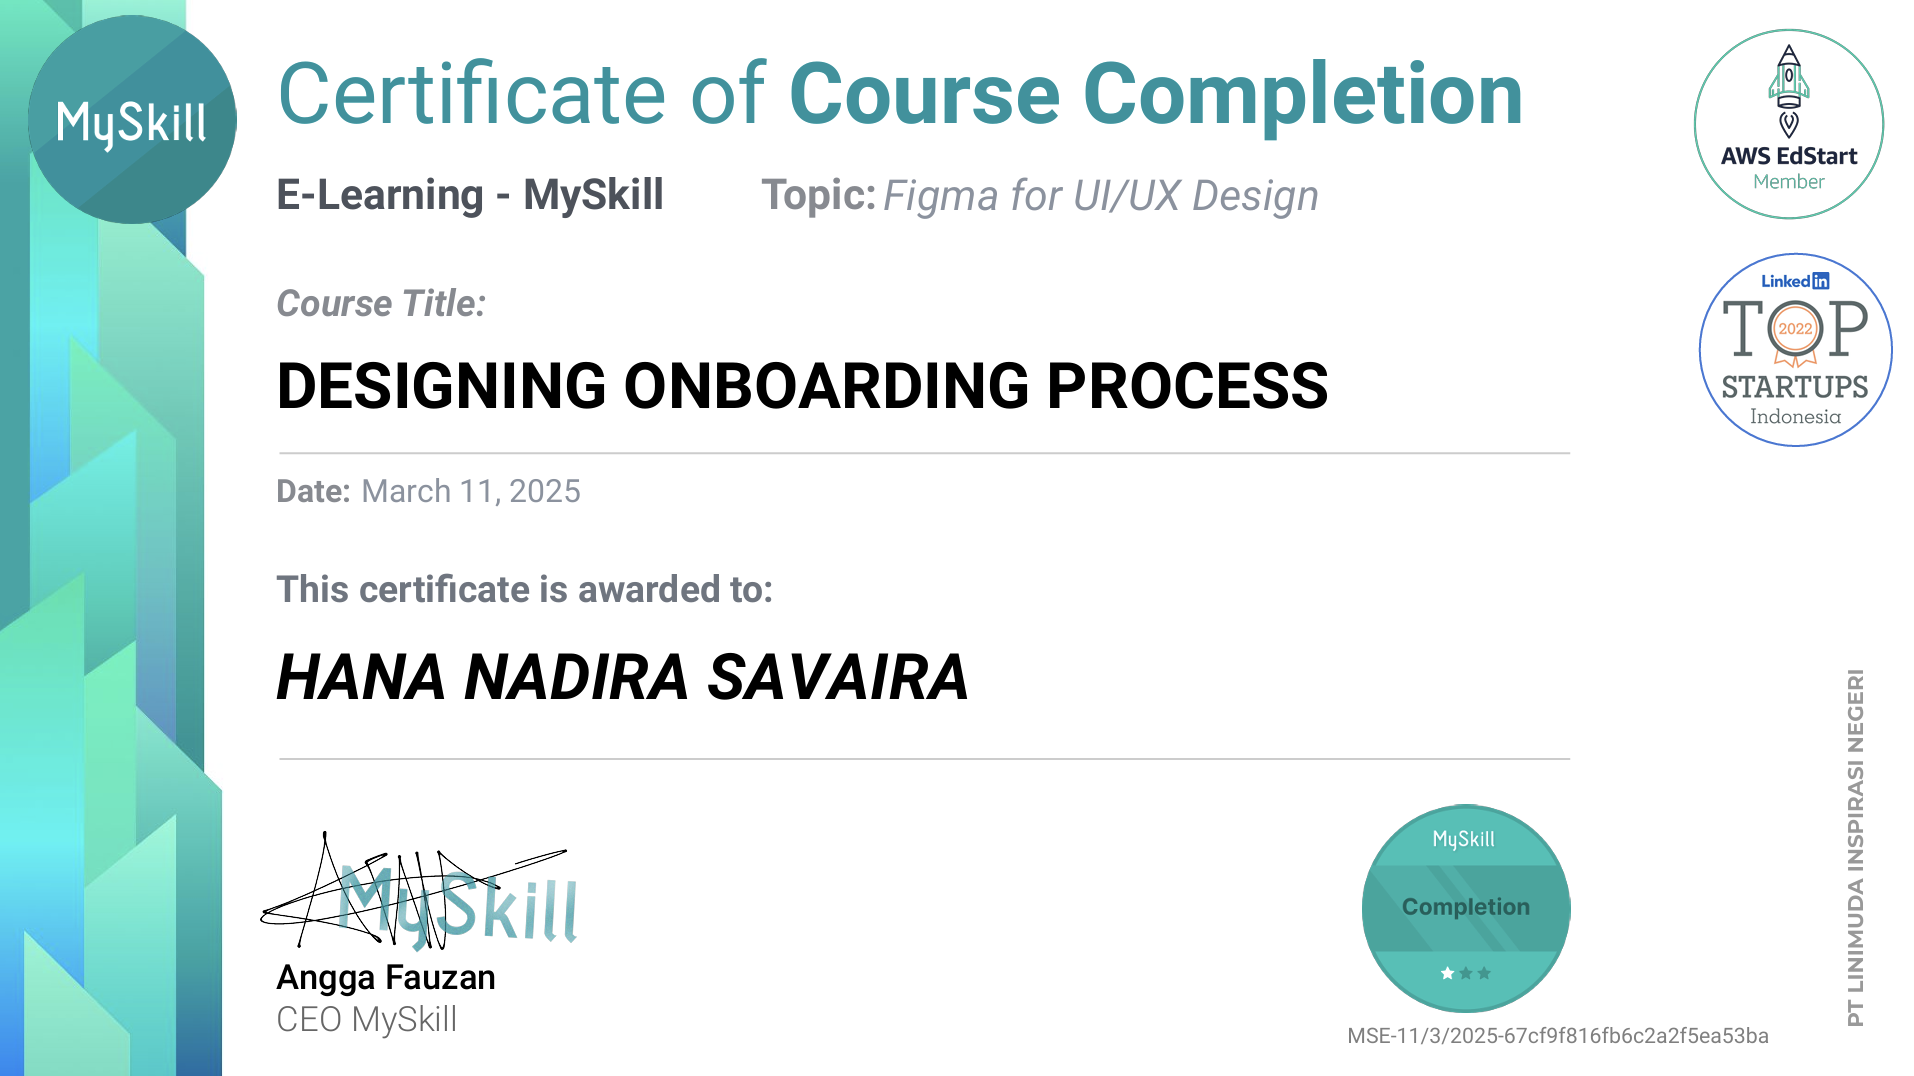 MySkill
Certificate of Course Completion
E-Learning - MySkill
Topic: Figma for UI/UX Design
AWS EdStart
Member
Linked in
TOP
2022
STARTUPS
Indonesia
Course Title:
DESIGNING ONBOARDING PROCESS
Date: March 11, 2025
This certificate is awarded to:
HANA NADIRA SAVAIRA
MySkill
Angga Fauzan
CEO MySkill
MySkill
Completion
MSE-11/3/2025-67cf9f816fb6c2a2f5ea53ba
PT LINIMUDA INSPIRASI NEGERI